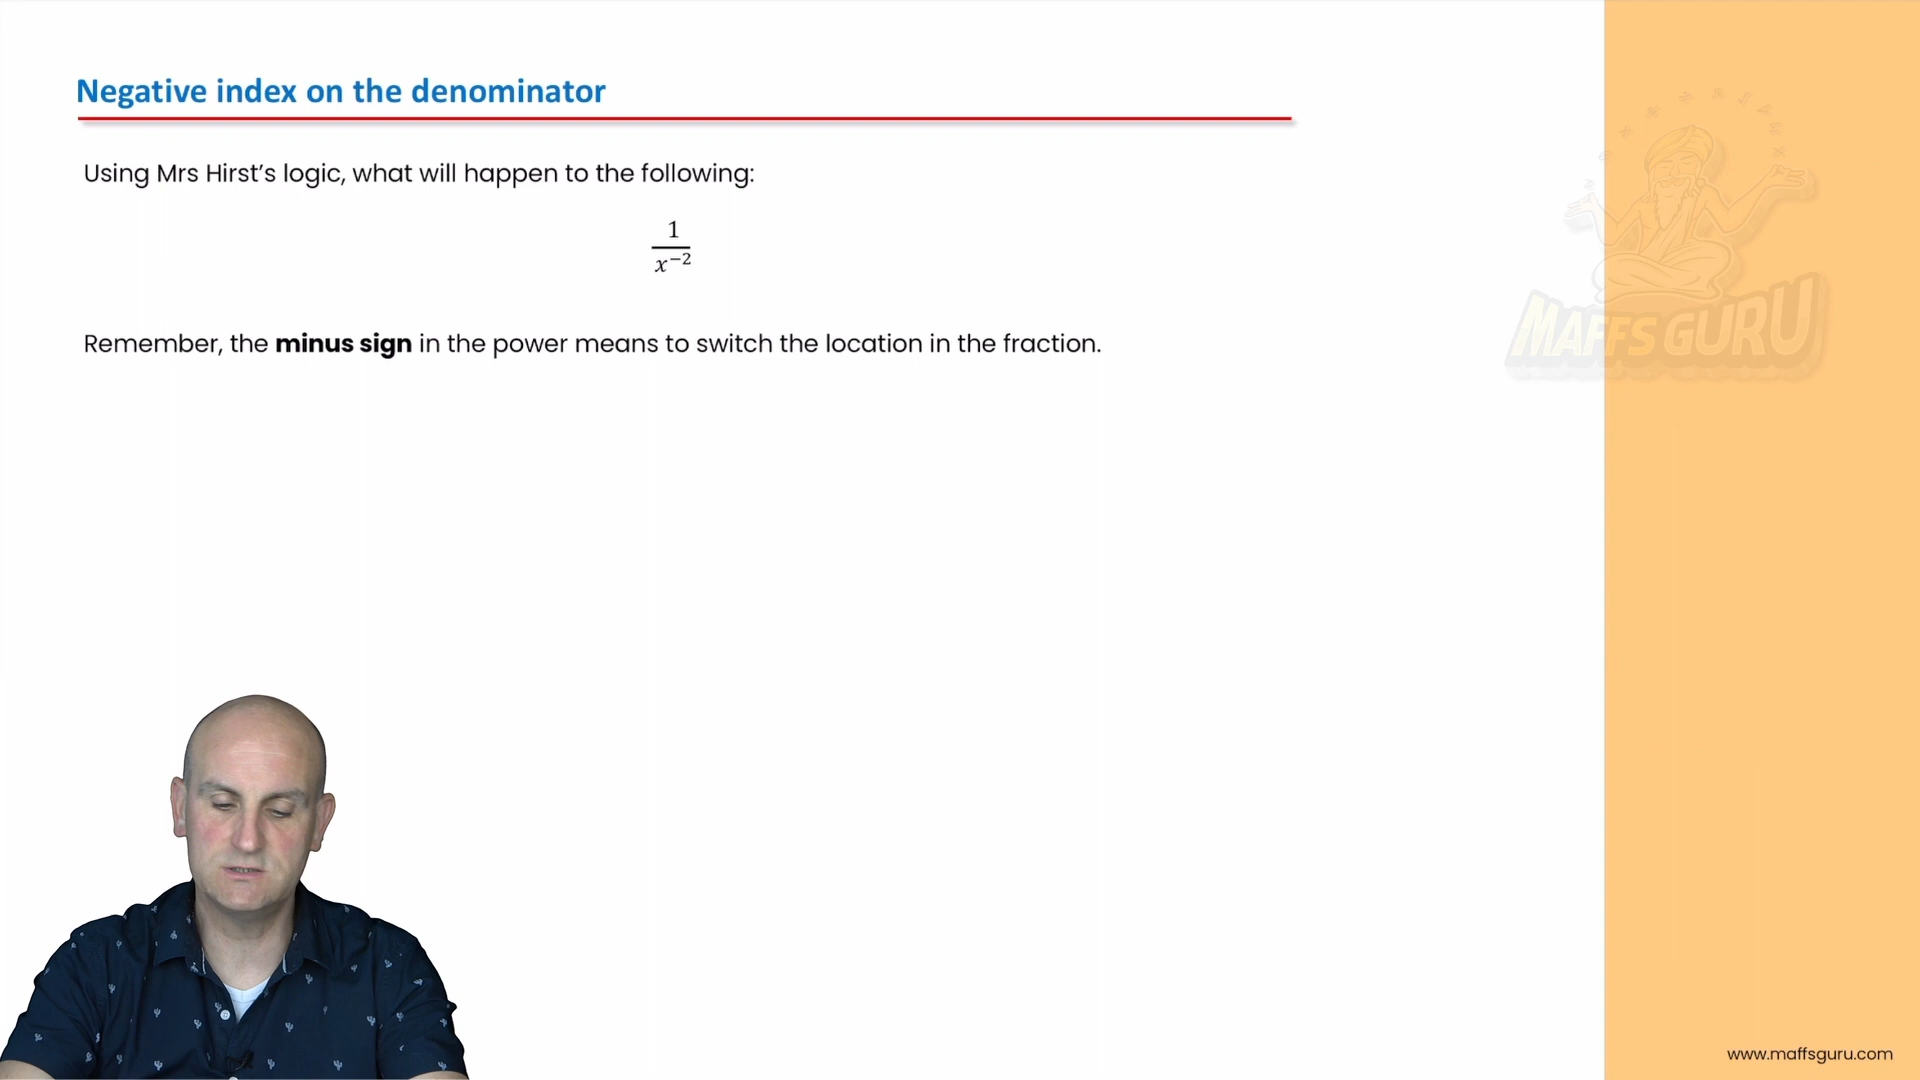 Negative index on the denominator
Using Mrs Hirst’s logic, what will happen to the following:
1
x⁻²
Remember, the minus sign in the power means to switch the location in the fraction.
MAFFS GURU
www.maffsguru.com